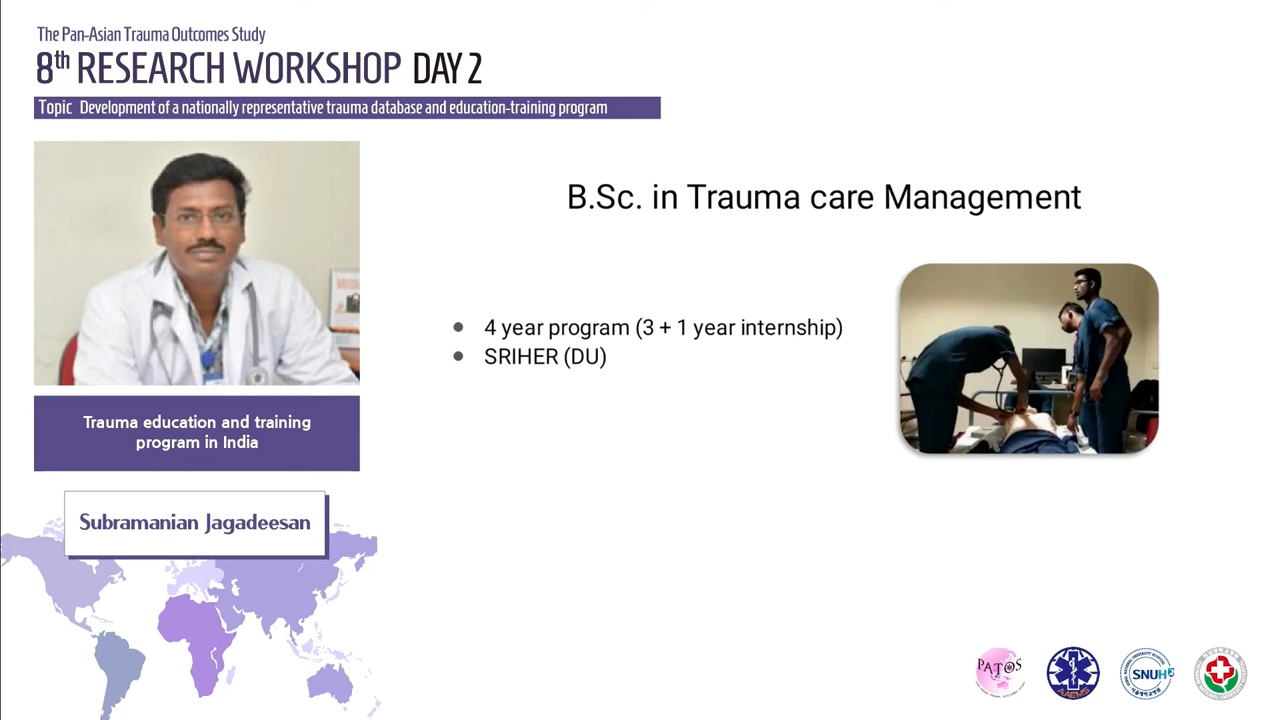 The Pan-Asian Trauma Outcomes Study
8th RESEARCH WORKSHOP DAY 2
Topic Development of a nationally representative trauma database and education-training program
B.Sc. in Trauma care Management
4 year program (3 + 1 year internship)
SRIHER (DU)
Trauma education and training
program in India
Subramanian Jagadeesan
PATOS
AAEMS
SNUH